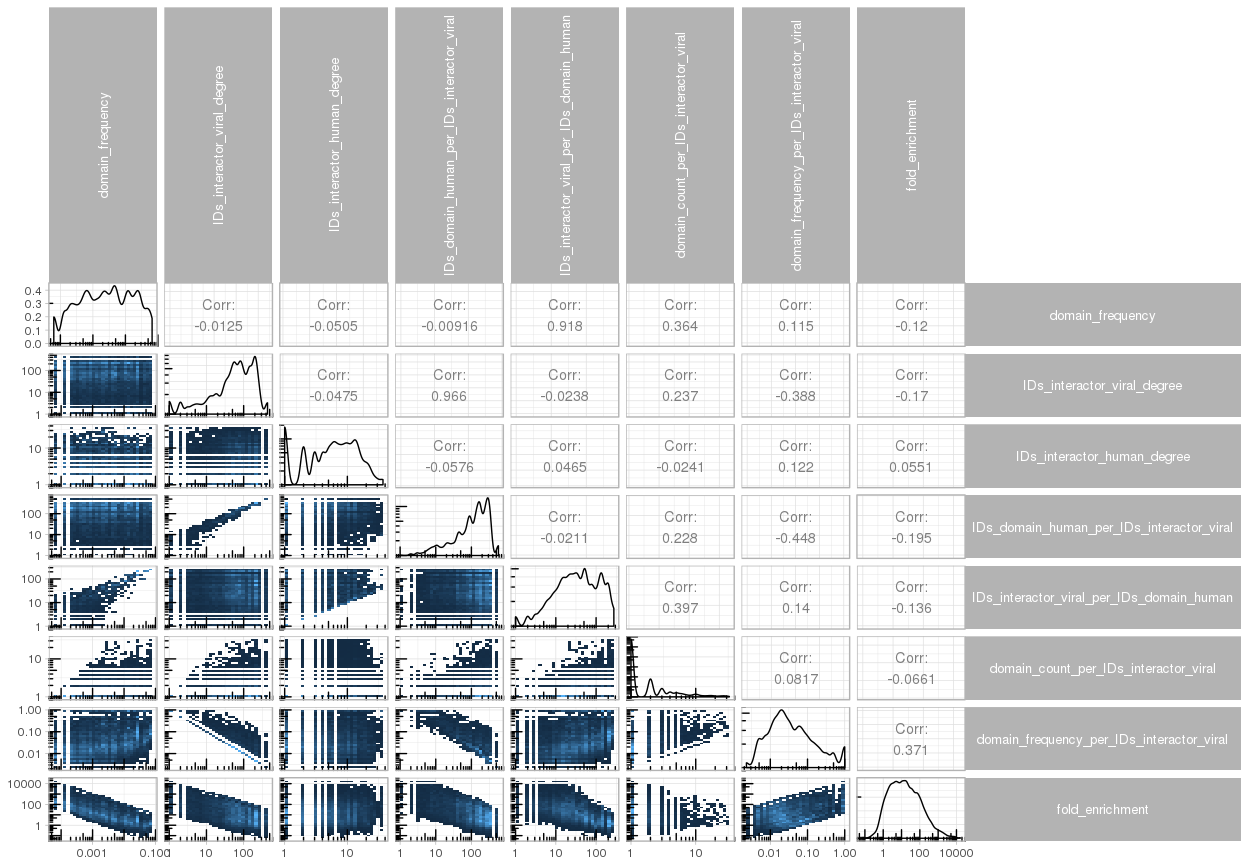 domain_frequency
IDs_interactor_viral_degree
IDs_interactor_human_degree
IDs_domain_human_per_IDs_interactor_viral
IDs_interactor_viral_per_IDs_domain_human
domain_count_per_IDs_interactor_viral
domain_frequency_per_IDs_interactor_viral
fold_enrichment
0.4
0.3
0.2
0.1
0.0
Corr:
-0.0125
Corr:
-0.0505
Corr:
-0.00916
Corr:
0.918
Corr:
0.364
Corr:
0.115
Corr:
-0.12
domain_frequency
100
10
1
Corr:
-0.0475
Corr:
0.966
Corr:
-0.0238
Corr:
0.237
Corr:
-0.388
Corr:
-0.17
IDs_interactor_viral_degree
10
1
Corr:
-0.0576
Corr:
0.0465
Corr:
-0.0241
Corr:
0.122
Corr:
0.0551
IDs_interactor_human_degree
100
10
1
Corr:
-0.0211
Corr:
0.228
Corr:
-0.448
Corr:
-0.195
IDs_domain_human_per_IDs_interactor_viral
100
10
1
Corr:
0.397
Corr:
0.14
Corr:
-0.136
IDs_interactor_viral_per_IDs_domain_human
10
1
Corr:
0.0817
Corr:
-0.0661
domain_count_per_IDs_interactor_viral
1.00
0.10
0.01
Corr:
0.371
domain_frequency_per_IDs_interactor_viral
10000
100
1
fold_enrichment
0.001 0.100 1 10 100 1 10 1 10 100 1 10 100 1 10 0.01 0.10 1.00 1 100 10000